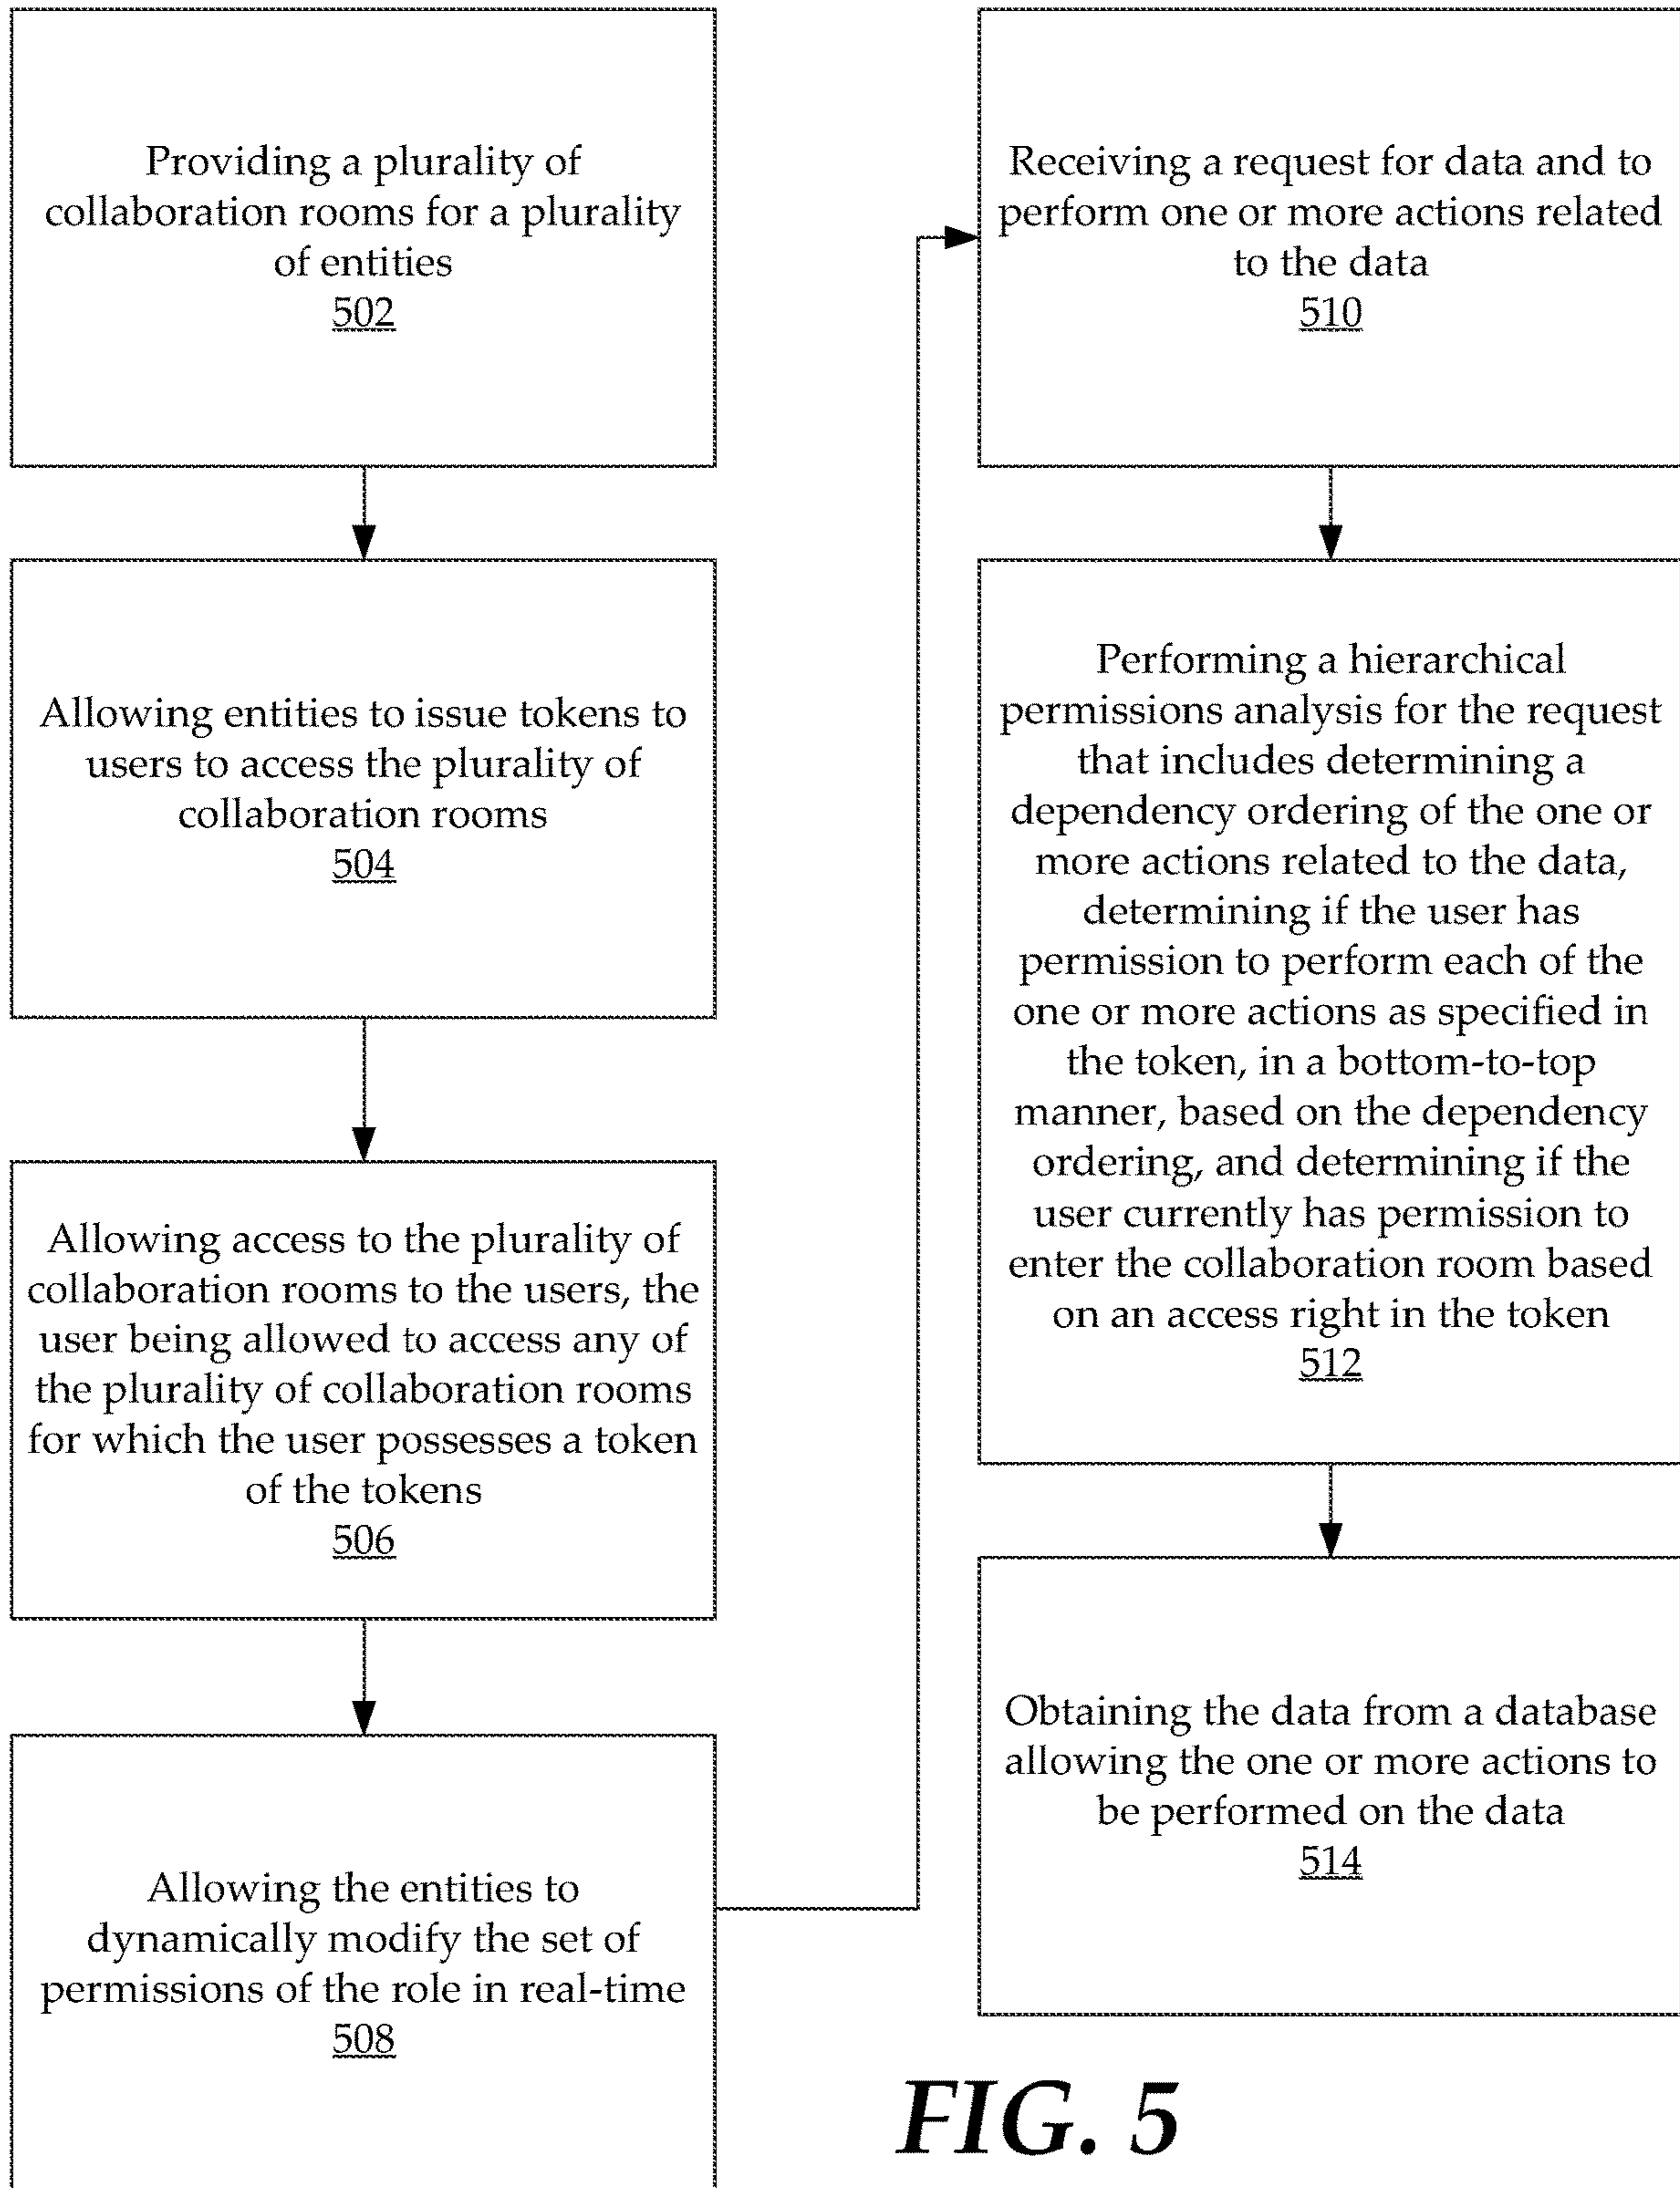 Providing a plurality of
collaboration rooms for a plurality
of entities
502
Allowing entities to issue tokens to
users to access the plurality of
collaboration rooms
504
Allowing access to the plurality of
collaboration rooms to the users, the
user being allowed to access any of
the plurality of collaboration rooms
for which the user possesses a token
of the tokens
506
Allowing the entities to
dynamically modify the set of
permissions of the role in real-time
508
Receiving a request for data and to
perform one or more actions related
to the data
510
Performing a hierarchical
permissions analysis for the request
that includes determining a
dependency ordering of the one or
more actions related to the data,
determining if the user has
permission to perform each of the
one or more actions as specified in
the token, in a bottom-to-top
manner, based on the dependency
ordering, and determining if the
user currently has permission to
enter the collaboration room based
on an access right in the token
512
Obtaining the data from a database
allowing the one or more actions to
be performed on the data
514
FIG. 5